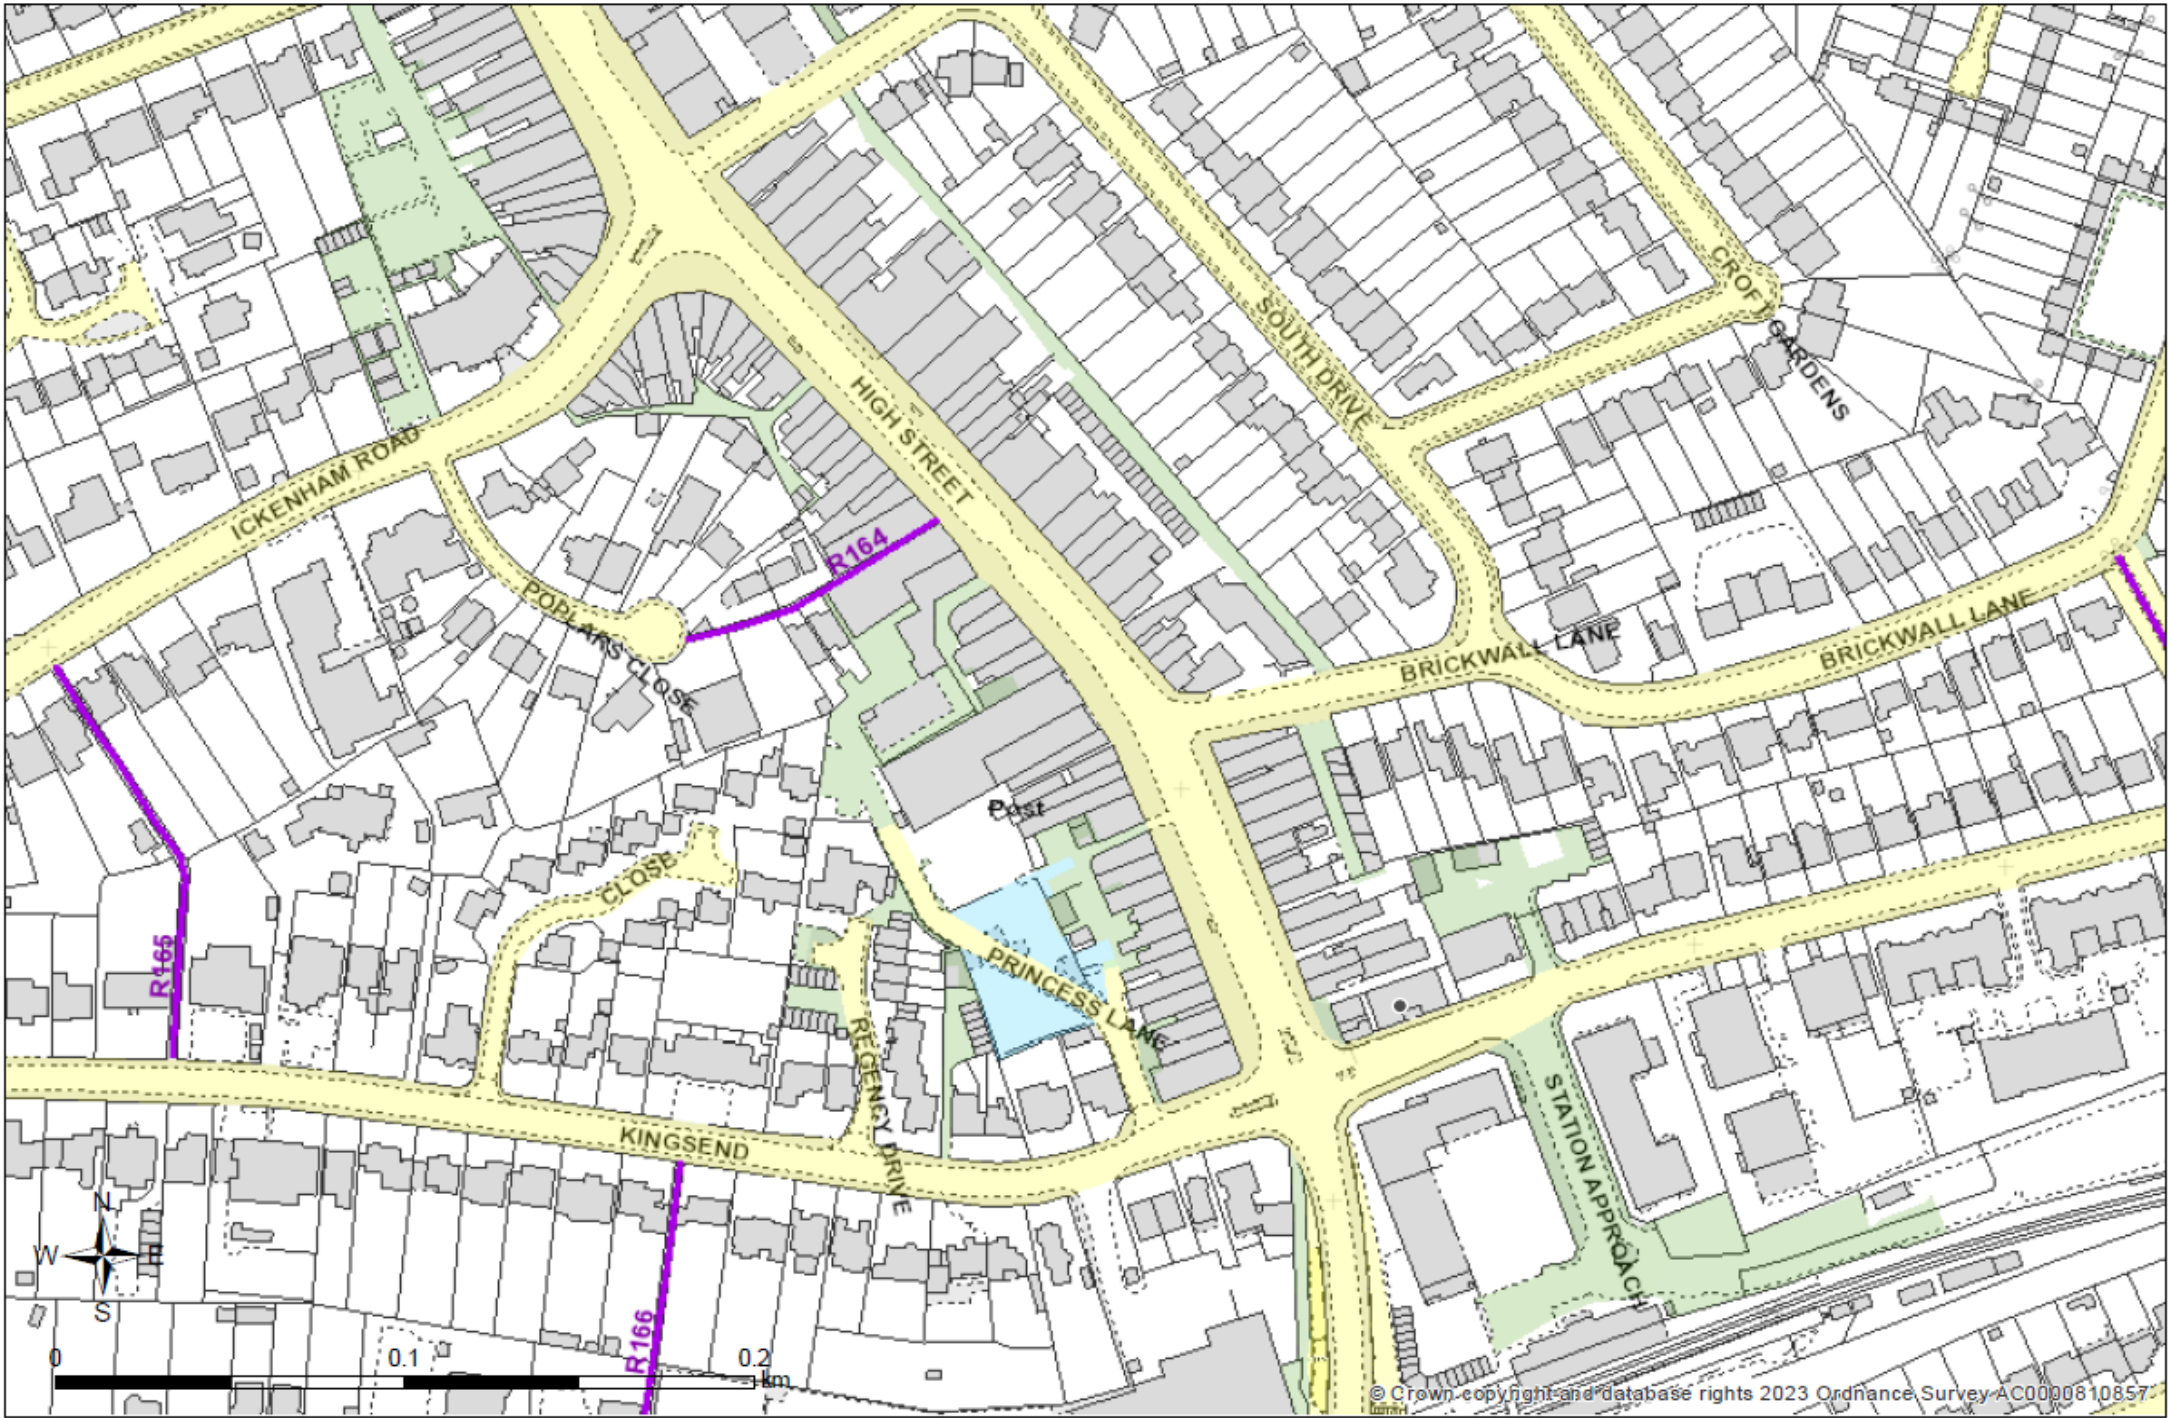 CROFT GARDENS
SOUTH DRIVE
HIGH STREET
ICKENHAM ROAD
R164
POPLARS CLOSE
BRICKWALL LANE
BRICKWALL LANE
Post
CLOSE
R165
PRINCESS LANE
REGENCY DRIVE
STATION APPROACH
KINGSEND
R166
N
W E
S
0 0.1 0.2
km
© Crown copyright and database rights 2023 Ordnance Survey AC0000810857